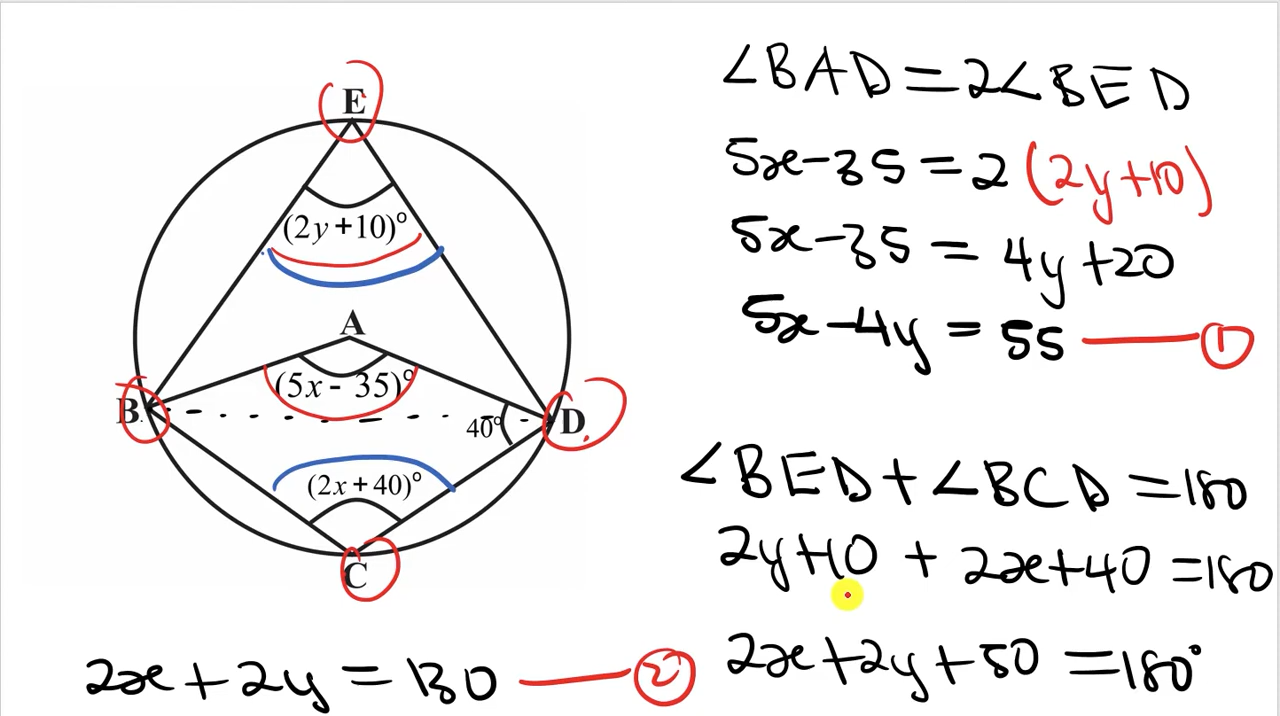 E
(2y+10)°
A
(5x - 35)°
B
D
40°
(2x + 40)°
C
∠BAD = 2∠BED
5x-35 = 2(2y+10)
5x-35 = 4y+20
5x-4y = 55 —— ①
∠BED + ∠BCD = 180
2y+10 + 2x+40 = 180
2x+2y+50 = 180°
2x+2y = 130 —— ②